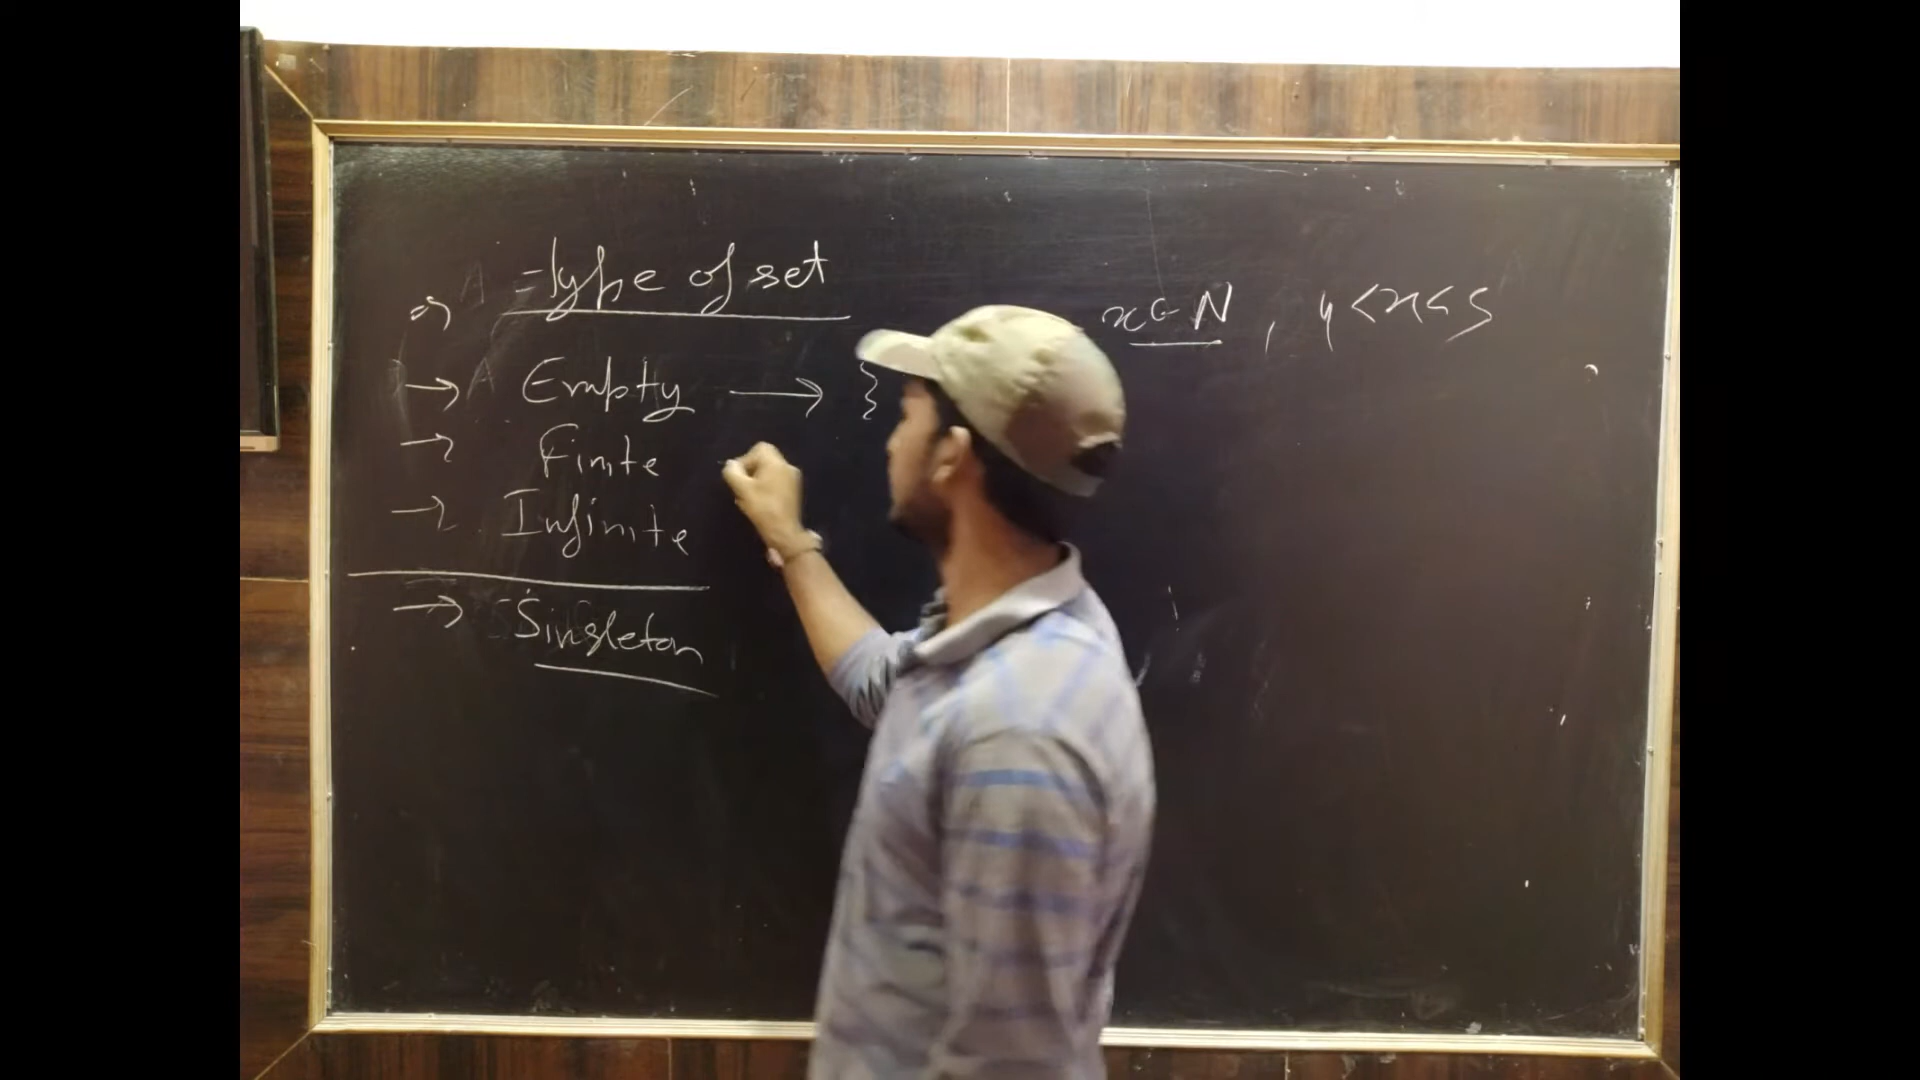 ⇒ Type of set
x ∈ N , 4 < x < 5
→ Empty → {
→ Finite
→ Infinite
→ Singleton